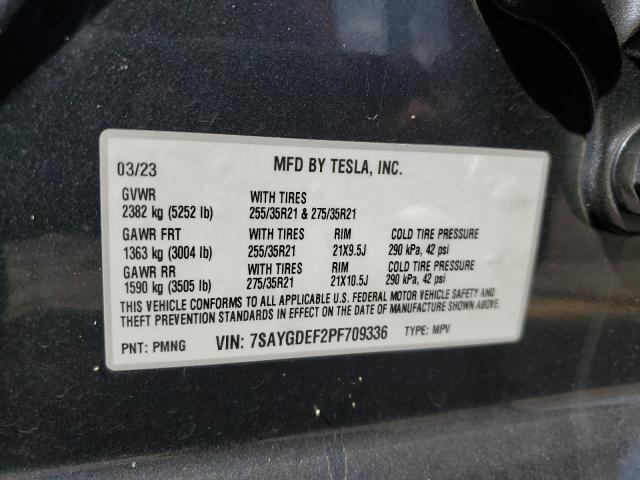 03/23 MFD BY TESLA, INC.
GVWR WITH TIRES
2382 kg (5252 lb) 255/35R21 & 275/35R21
GAWR FRT WITH TIRES RIM COLD TIRE PRESSURE
1363 kg (3004 lb) 255/35R21 21X9.5J 290 kPa, 42 psi
GAWR RR WITH TIRES RIM COLD TIRE PRESSURE
1590 kg (3505 lb) 275/35R21 21X10.5J 290 kPa, 42 psi
THIS VEHICLE CONFORMS TO ALL APPLICABLE U.S. FEDERAL MOTOR VEHICLE SAFETY AND
THEFT PREVENTION STANDARDS IN EFFECT ON THE DATE OF MANUFACTURE SHOWN ABOVE.
PNT: PMNG VIN: 7SAYGDEF2PF709336 TYPE: MPV